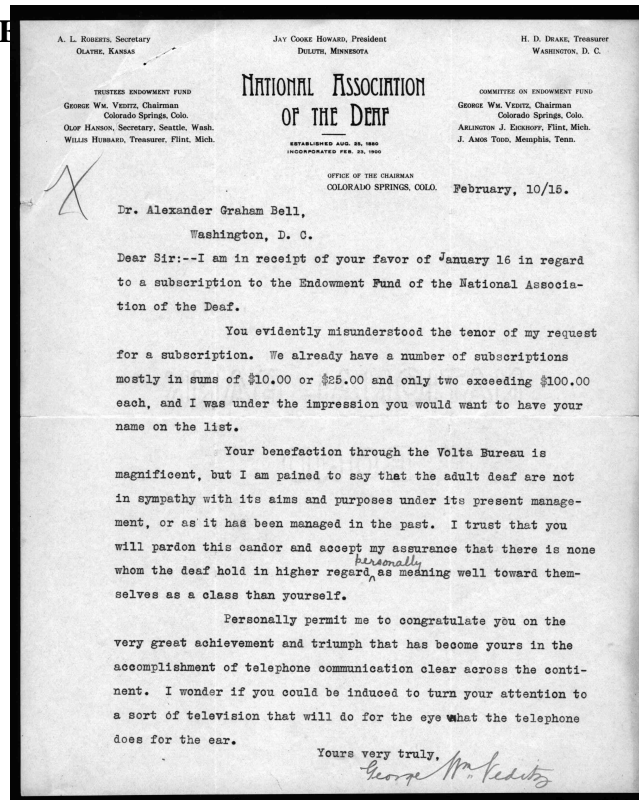 A. L. Roberts, Secretary
Olathe, Kansas
Jay Cooke Howard, President
Duluth, Minnesota
H. D. Drake, Treasurer
Washington, D. C.
TRUSTEES ENDOWMENT FUND
George Wm. Veditz, Chairman
Colorado Springs, Colo.
Olof Hanson, Secretary, Seattle, Wash.
Willis Hubbard, Treasurer, Flint, Mich.
National Association
of the Deaf
ESTABLISHED AUG. 25, 1880
INCORPORATED FEB. 23, 1900
COMMITTEE ON ENDOWMENT FUND
George Wm. Veditz, Chairman
Colorado Springs, Colo.
Arlington J. Eickhoff, Flint, Mich.
J. Amos Todd, Memphis, Tenn.
OFFICE OF THE CHAIRMAN
COLORADO SPRINGS, COLO. February, 10/15.
Dr. Alexander Graham Bell,
Washington, D. C.
Dear Sir:--I am in receipt of your favor of January 16 in regard
to a subscription to the Endowment Fund of the National Associa-
tion of the Deaf.
You evidently misunderstood the tenor of my request
for a subscription. We already have a number of subscriptions
mostly in sums of $10.00 or $25.00 and only two exceeding $100.00
each, and I was under the impression you would want to have your
name on the list.
Your benefaction through the Volta Bureau is
magnificent, but I am pained to say that the adult deaf are not
in sympathy with its aims and purposes under its present manage-
ment, or as it has been managed in the past. I trust that you
will pardon this candor and accept my assurance that there is none
whom the deaf hold in higher regard personally as meaning well toward them-
selves as a class than yourself.
Personally permit me to congratulate you on the
very great achievement and triumph that has become yours in the
accomplishment of telephone communication clear across the conti-
nent. I wonder if you could be induced to turn your attention to
a sort of television that will do for the eye what the telephone
does for the ear.
Yours very truly,
George Wm. Veditz